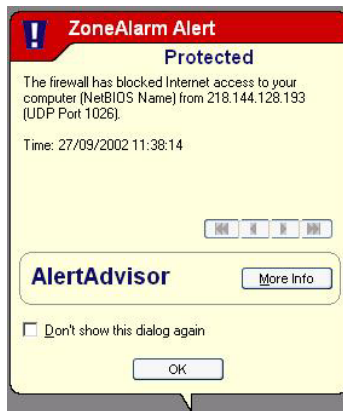 ZoneAlarm Alert
Protected
The firewall has blocked Internet access to your
computer (NetBIOS Name) from 218.144.128.193
(UDP Port 1026).
Time: 27/09/2002 11:38:14
AlertAdvisor
More Info
Don't show this dialog again
OK